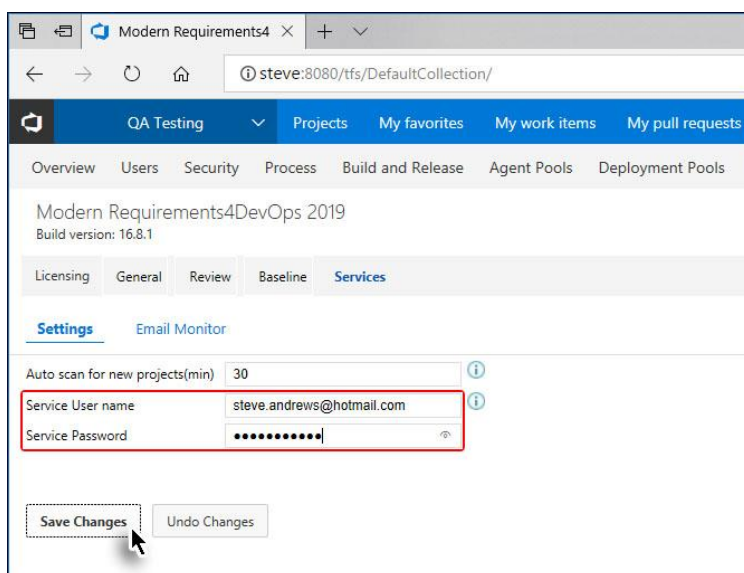 Modern Requirements4
steve:8080/tfs/DefaultCollection/
QA Testing Projects My favorites My work items My pull requests
Overview Users Security Process Build and Release Agent Pools Deployment Pools
Modern Requirements4DevOps 2019
Build version: 16.8.1
Licensing General Review Baseline Services
Settings Email Monitor
Auto scan for new projects(min) 30
Service User name steve.andrews@hotmail.com
Service Password •••••••••••
Save Changes Undo Changes